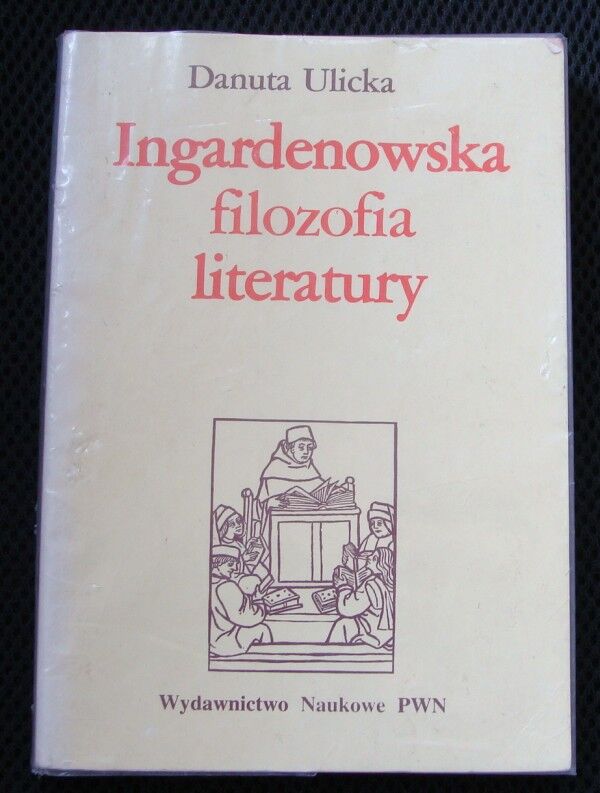 Danuta Ulicka
Ingardenowska
filozofia
literatury
Wydawnictwo Naukowe PWN